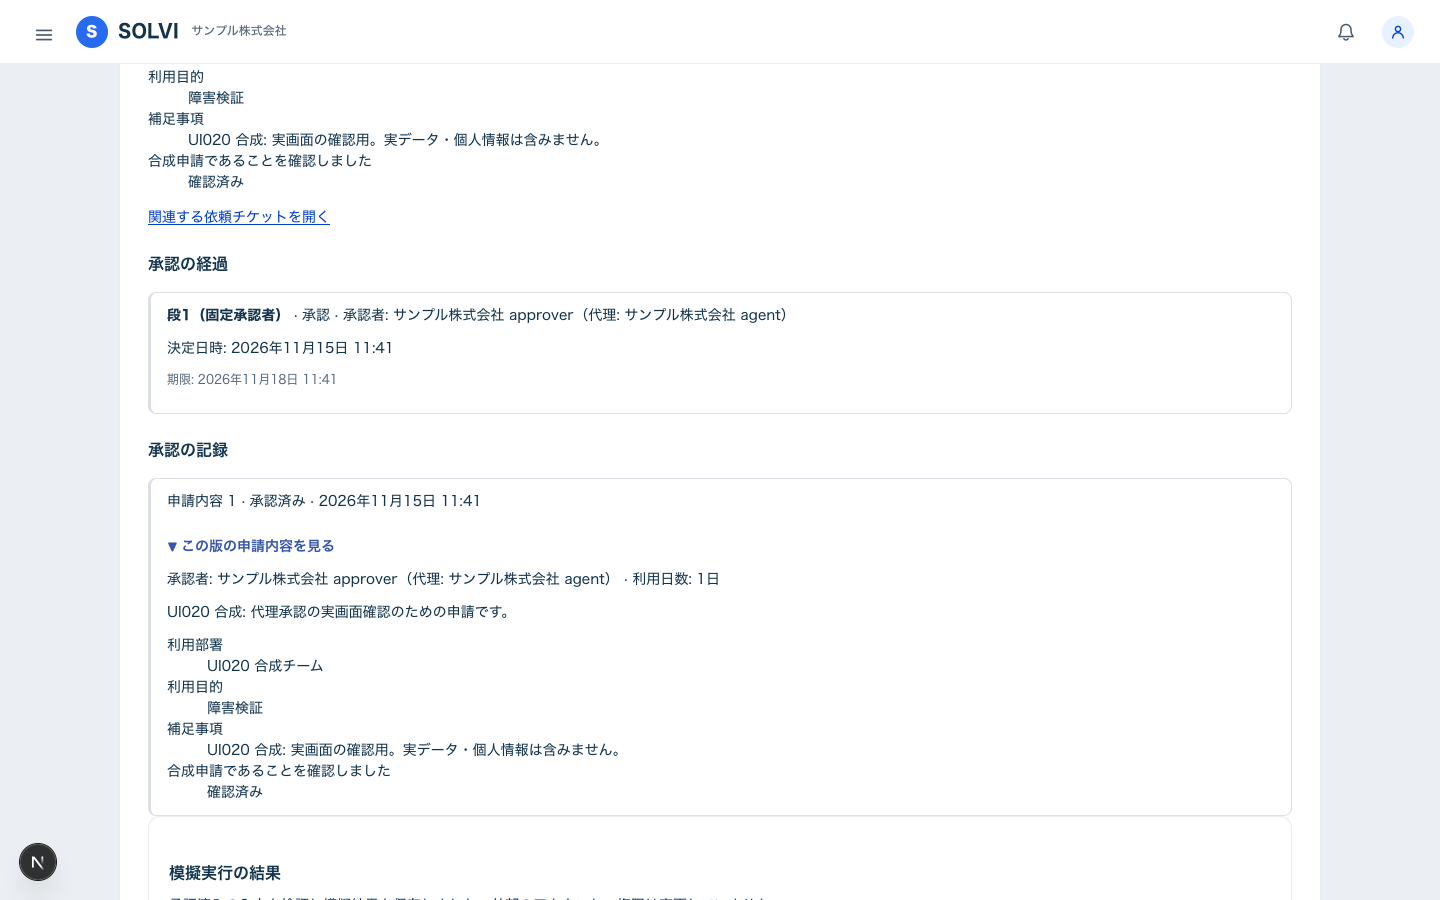 S SOLVI サンプル株式会社
利用目的
障害検証
補足事項
UI020 合成: 実画面の確認用。実データ・個人情報は含みません。
合成申請であることを確認しました
確認済み
関連する依頼チケットを開く
承認の経過
段1（固定承認者） · 承認 · 承認者: サンプル株式会社 approver（代理: サンプル株式会社 agent）
決定日時: 2026年11月15日 11:41
期限: 2026年11月18日 11:41
承認の記録
申請内容 1 · 承認済み · 2026年11月15日 11:41
▼ この版の申請内容を見る
承認者: サンプル株式会社 approver（代理: サンプル株式会社 agent） · 利用日数: 1日
UI020 合成: 代理承認の実画面確認のための申請です。
利用部署
UI020 合成チーム
利用目的
障害検証
補足事項
UI020 合成: 実画面の確認用。実データ・個人情報は含みません。
合成申請であることを確認しました
確認済み
N
模擬実行の結果